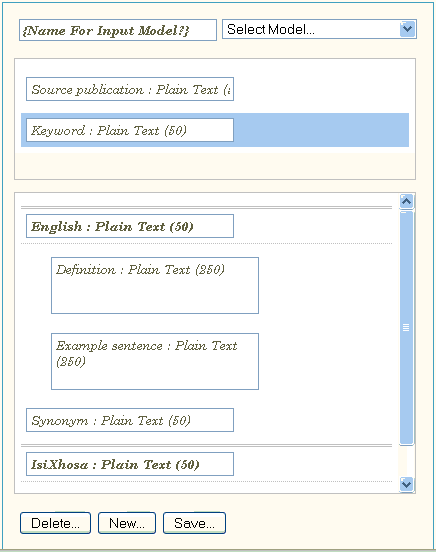 {Name For Input Model?} Select Model...
Source publication : Plain Text (
Keyword : Plain Text (50)
English : Plain Text (50)
Definition : Plain Text (250)
Example sentence : Plain Text
(250)
Synonym : Plain Text (50)
IsiXhosa : Plain Text (50)
Delete... New... Save...